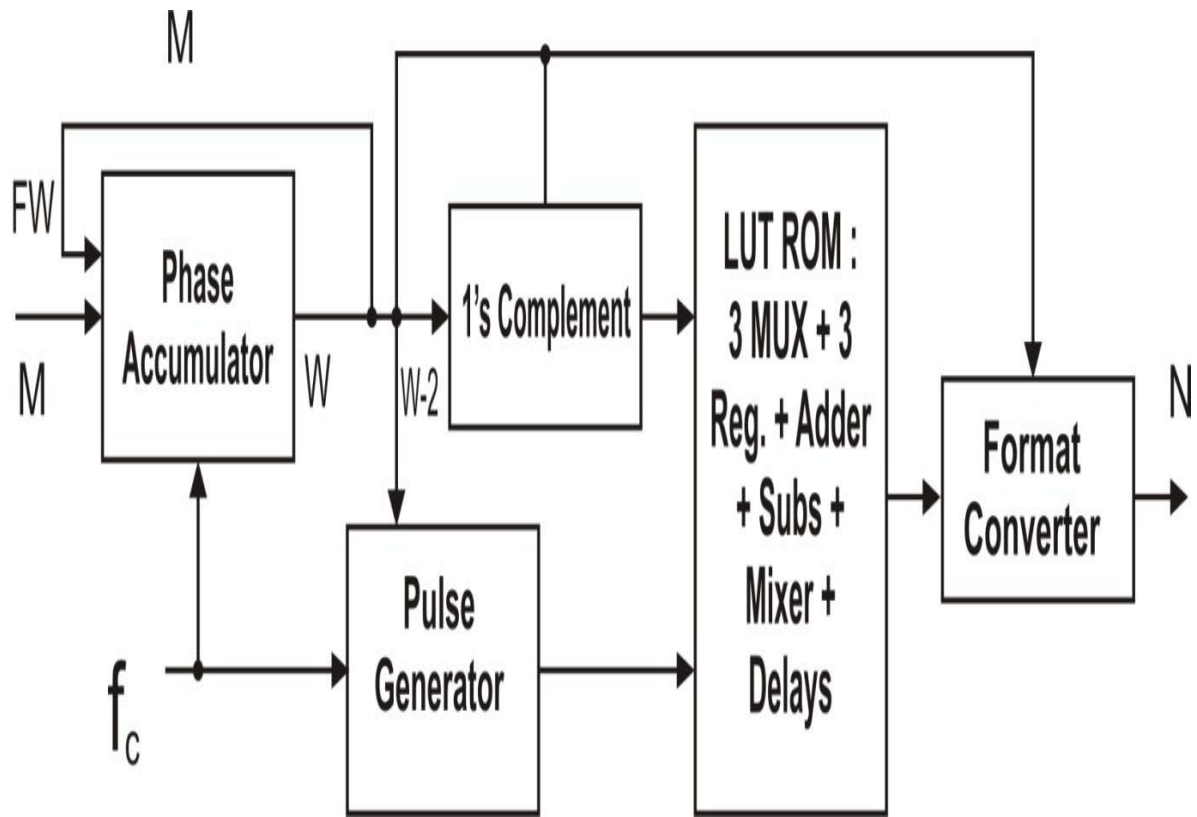 M
FW
M
Phase
Accumulator
W
W-2
1's Complement
f c
Pulse
Generator
LUT ROM :
3 MUX + 3
Reg. + Adder
+ Subs +
Mixer +
Delays
Format
Converter
N